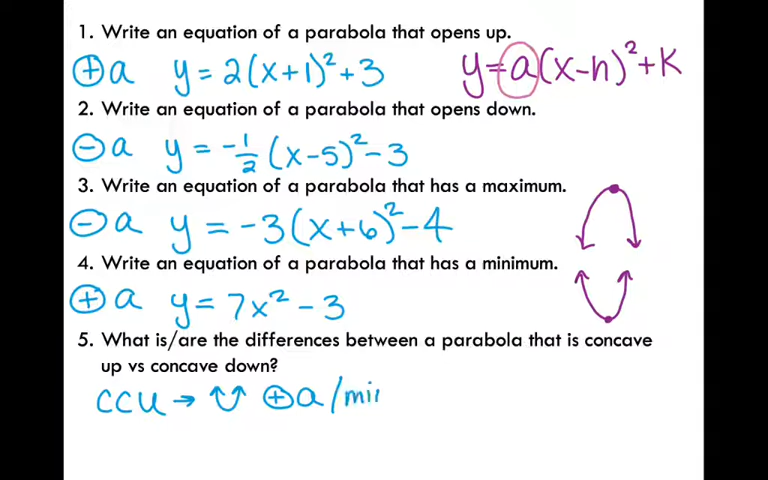 1. Write an equation of a parabola that opens up.
⊕a y = 2(x+1)²+3
y=a(x-h)²+K
2. Write an equation of a parabola that opens down.
⊖a y = -1/2 (x-5)²-3
3. Write an equation of a parabola that has a maximum.
⊖a y = -3(x+6)²-4
4. Write an equation of a parabola that has a minimum.
⊕a y = 7x² - 3
5. What is/are the differences between a parabola that is concave
up vs concave down?
CCU → ⊕a/min